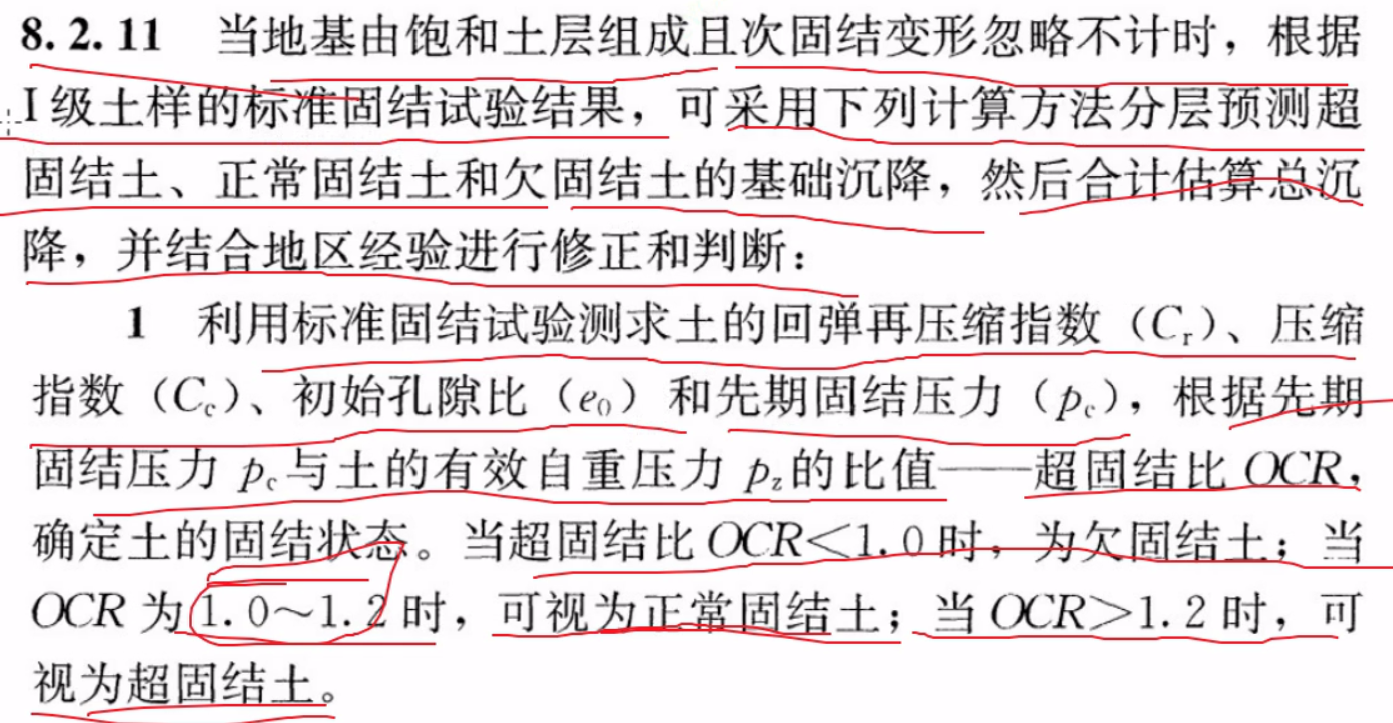 8.2.11 当地基由饱和土层组成且次固结变形忽略不计时，根据
Ⅰ级土样的标准固结试验结果，可采用下列计算方法分层预测超
固结土、正常固结土和欠固结土的基础沉降，然后合计估算总沉
降，并结合地区经验进行修正和判断：
1 利用标准固结试验测求土的回弹再压缩指数（Cr）、压缩
指数（Cc）、初始孔隙比（e0）和先期固结压力（pc），根据先期
固结压力 pc与土的有效自重压力 pz的比值——超固结比 OCR，
确定土的固结状态。当超固结比 OCR＜1.0 时，为欠固结土；当
OCR 为 1.0～1.2 时，可视为正常固结土；当 OCR＞1.2 时，可
视为超固结土。